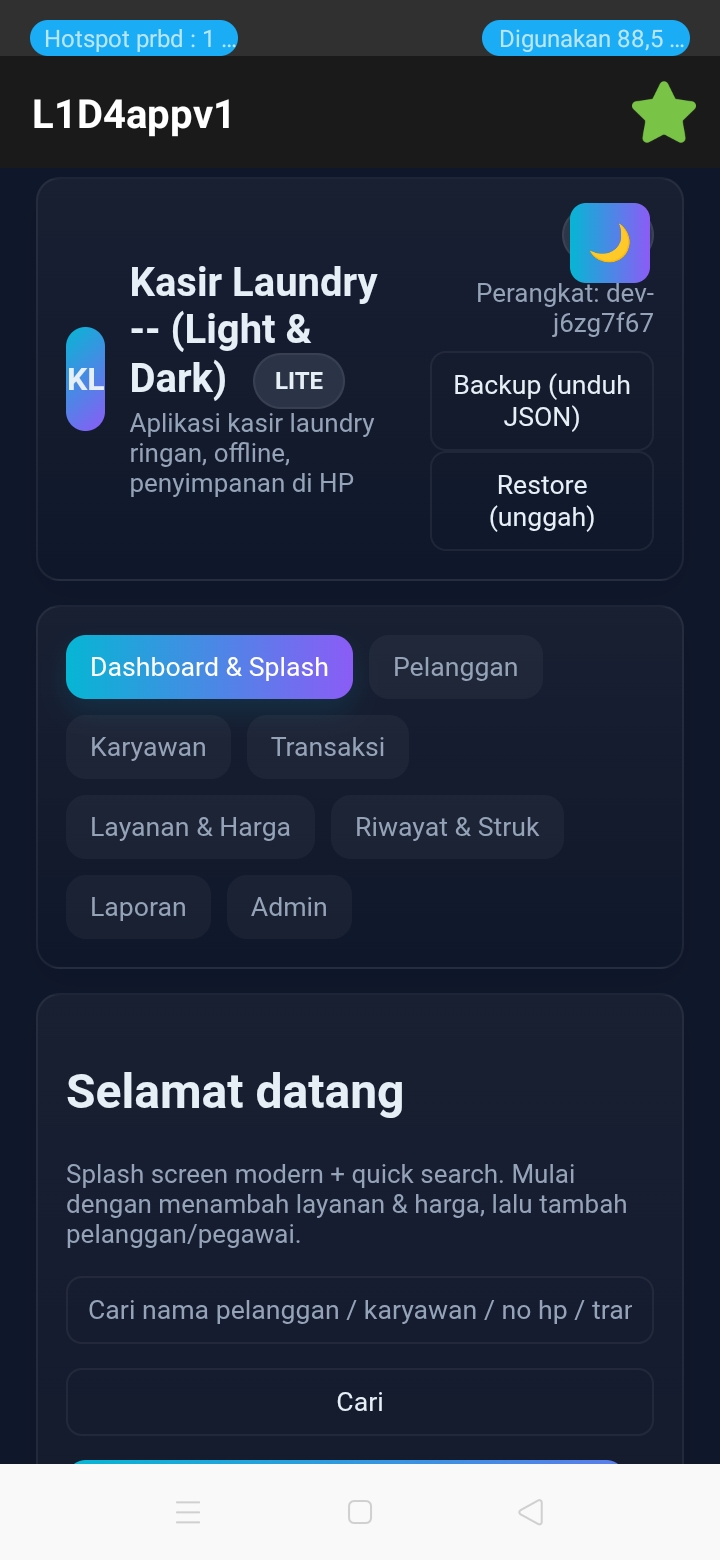 Hotspot prbd : 1 ...
Digunakan 88,5 ...
L1D4appv1
KL
Kasir Laundry
-- (Light &
Dark) LITE
Aplikasi kasir laundry
ringan, offline,
penyimpanan di HP
Perangkat: dev-
j6zg7f67
Backup (unduh
JSON)
Restore
(unggah)
Dashboard & Splash
Pelanggan
Karyawan
Transaksi
Layanan & Harga
Riwayat & Struk
Laporan
Admin
Selamat datang
Splash screen modern + quick search. Mulai
dengan menambah layanan & harga, lalu tambah
pelanggan/pegawai.
Cari nama pelanggan / karyawan / no hp / tran
Cari